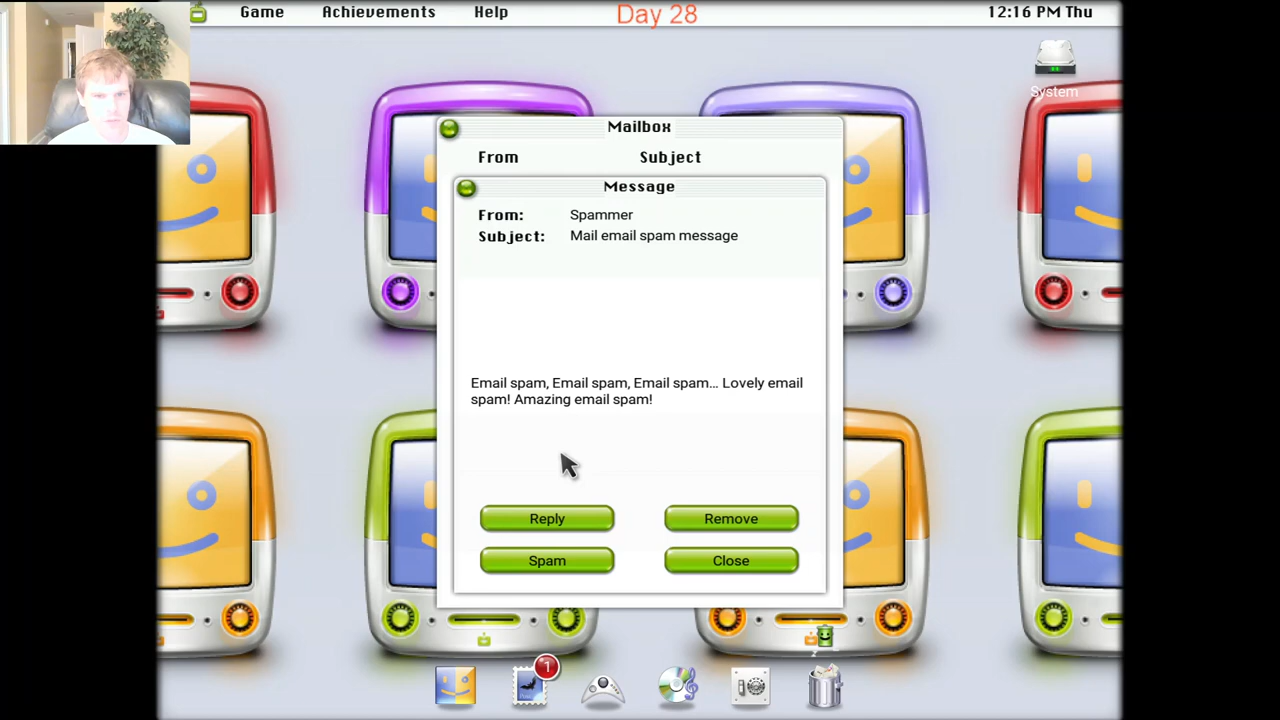 Game Achievements Help Day 28 12:16 PM Thu
System
Mailbox
From Subject
Message
From: Spammer
Subject: Mail email spam message
Email spam, Email spam, Email spam... Lovely email
spam! Amazing email spam!
Reply Remove
Spam Close
1